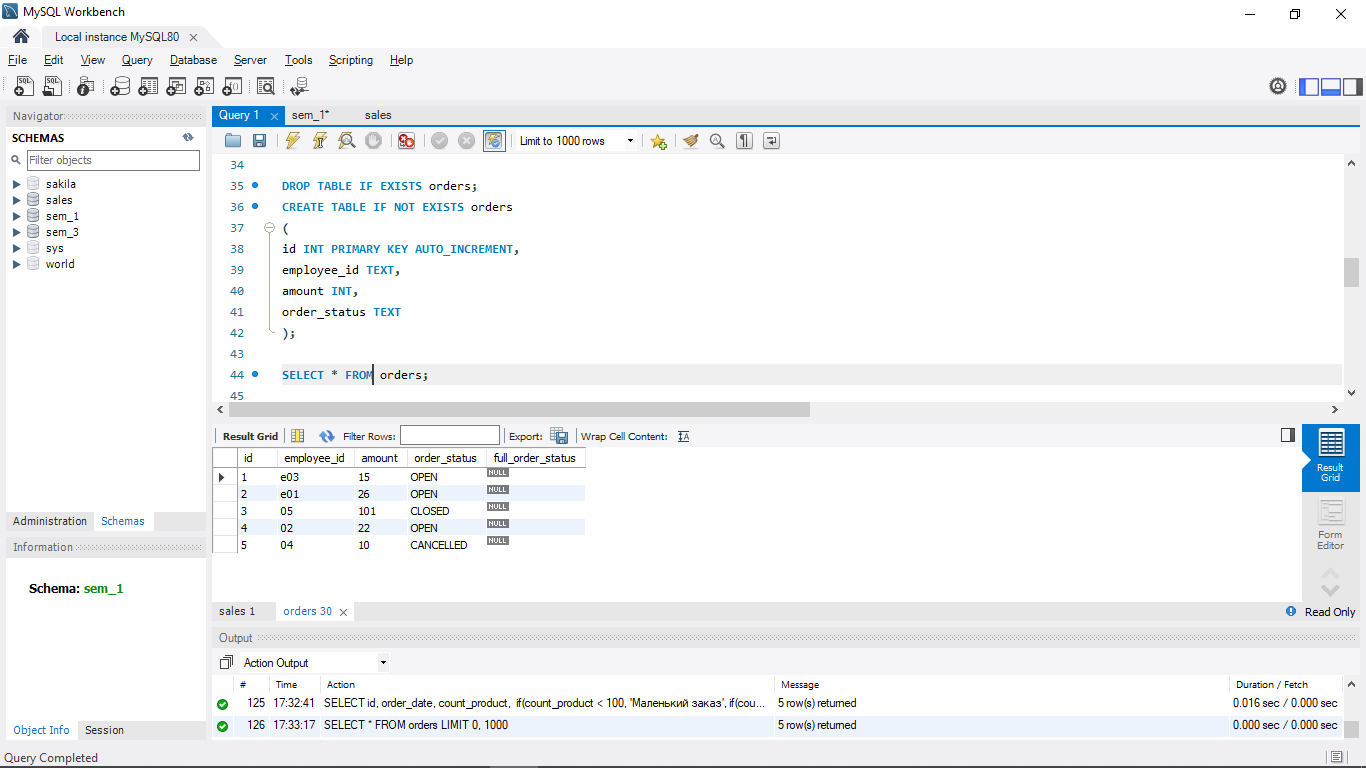 MySQL Workbench
Local instance MySQL80
File Edit View Query Database Server Tools Scripting Help
Navigator
SCHEMAS
Filter objects
sakila
sales
sem_1
sem_3
sys
world
Administration Schemas
Information
Schema: sem_1
Object Info Session
Query 1 sem_1* sales
Limit to 1000 rows
34
35 DROP TABLE IF EXISTS orders;
36 CREATE TABLE IF NOT EXISTS orders
37 (
38 id INT PRIMARY KEY AUTO_INCREMENT,
39 employee_id TEXT,
40 amount INT,
41 order_status TEXT
42 );
43
44 SELECT * FROM orders;
45
Result Grid Filter Rows: Export: Wrap Cell Content:
id employee_id amount order_status full_order_status
1 e03 15 OPEN NULL
2 e01 26 OPEN NULL
3 05 101 CLOSED NULL
4 02 22 OPEN NULL
5 04 10 CANCELLED NULL
Result
Grid
Form
Editor
sales 1 orders 30 Read Only
Output
Action Output
# Time Action Message Duration / Fetch
125 17:32:41 SELECT id, order_date, count_product, if(count_product < 100, 'Маленький заказ', if(cou... 5 row(s) returned 0.016 sec / 0.000 sec
126 17:33:17 SELECT * FROM orders LIMIT 0, 1000 5 row(s) returned 0.000 sec / 0.000 sec
Query Completed